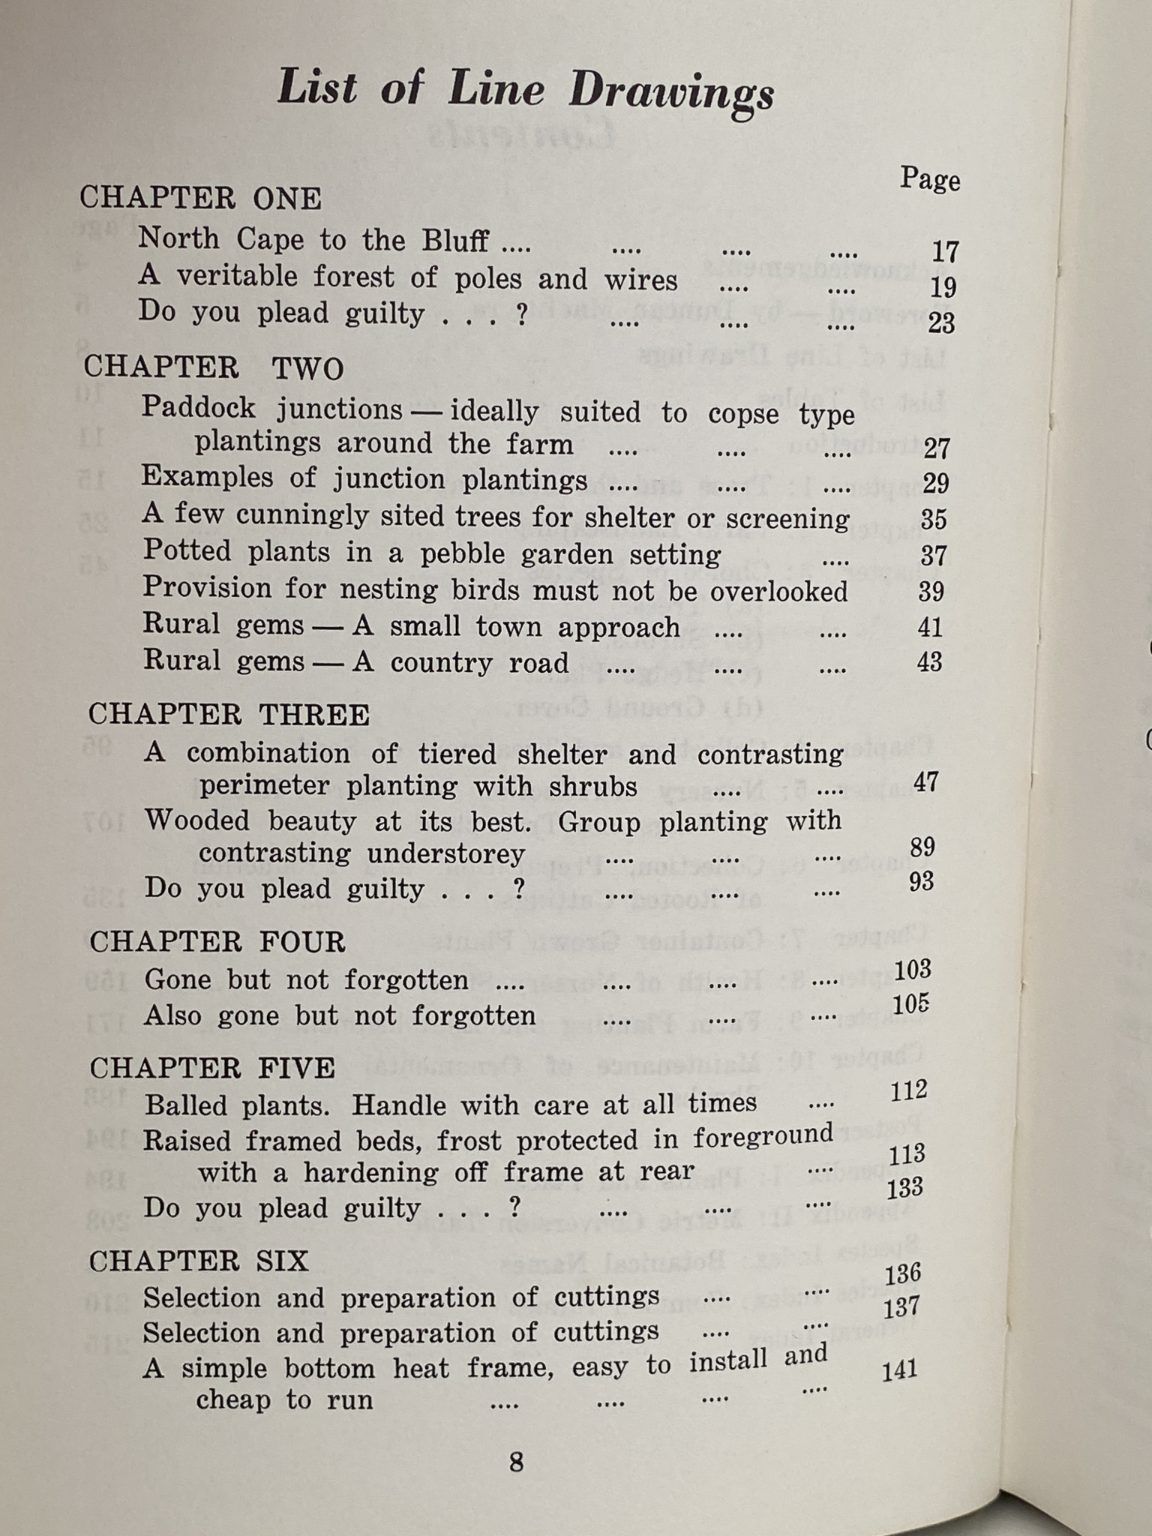 List of Line Drawings
Page
CHAPTER ONE
North Cape to the Bluff .... .... .... .... 17
A veritable forest of poles and wires .... .... 19
Do you plead guilty . . . ? .... .... .... 23
CHAPTER TWO
Paddock junctions — ideally suited to copse type
plantings around the farm .... .... .... 27
Examples of junction plantings .... .... .... 29
A few cunningly sited trees for shelter or screening 35
Potted plants in a pebble garden setting .... 37
Provision for nesting birds must not be overlooked 39
Rural gems — A small town approach .... .... 41
Rural gems — A country road .... .... .... 43
CHAPTER THREE
A combination of tiered shelter and contrasting
perimeter planting with shrubs .... .... 47
Wooded beauty at its best. Group planting with
contrasting understorey .... .... .... 89
Do you plead guilty . . . ? .... .... .... 93
CHAPTER FOUR
Gone but not forgotten .... .... .... .... 103
Also gone but not forgotten .... .... .... 105
CHAPTER FIVE
Balled plants. Handle with care at all times .... 112
Raised framed beds, frost protected in foreground
with a hardening off frame at rear .... 113
Do you plead guilty . . . ? .... .... .... 133
CHAPTER SIX
Selection and preparation of cuttings .... .... 136
Selection and preparation of cuttings .... .... 137
A simple bottom heat frame, easy to install and
cheap to run .... .... .... .... 141
8